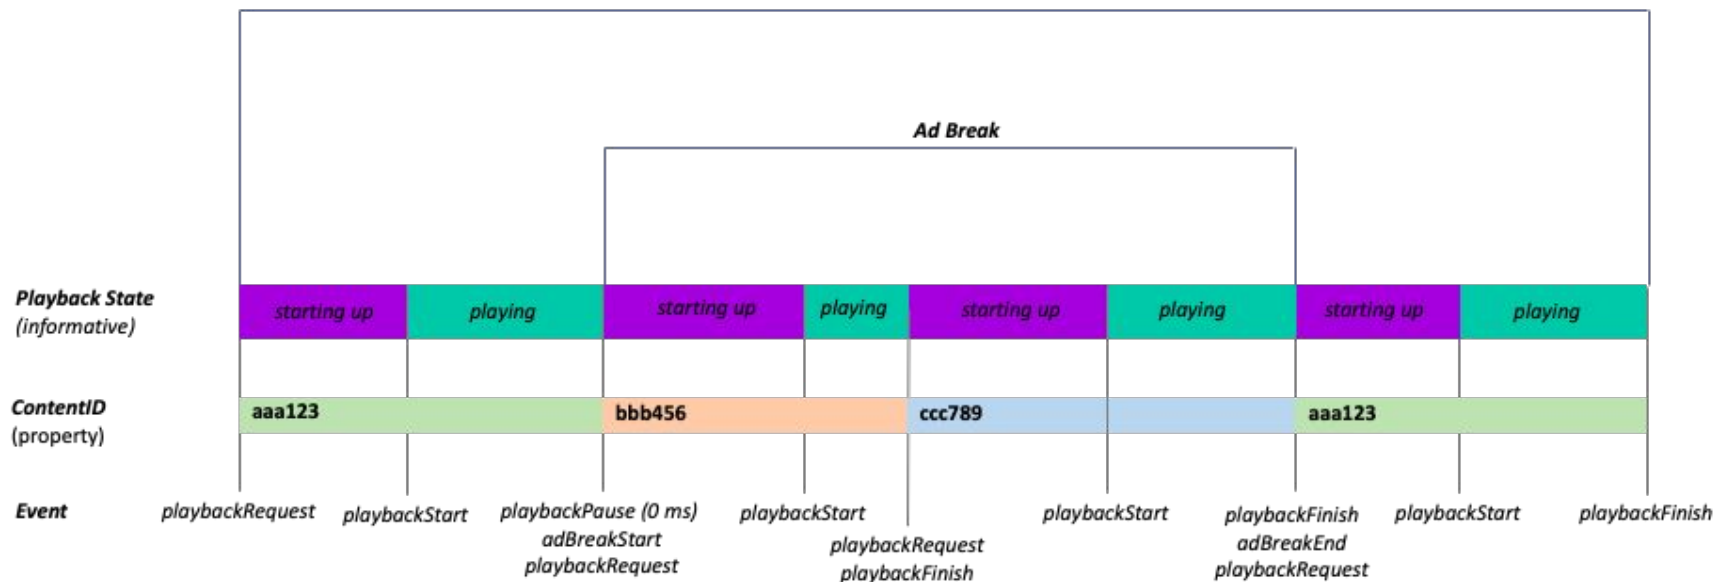 Ad Break
Playback State
(informative)
starting up
playing
starting up
playing
starting up
playing
starting up
playing
ContentID
(property)
aaa123
bbb456
ccc789
aaa123
Event
playbackRequest
playbackStart
playbackPause (0 ms)
adBreakStart
playbackRequest
playbackStart
playbackRequest
playbackFinish
playbackStart
playbackFinish
adBreakEnd
playbackRequest
playbackStart
playbackFinish